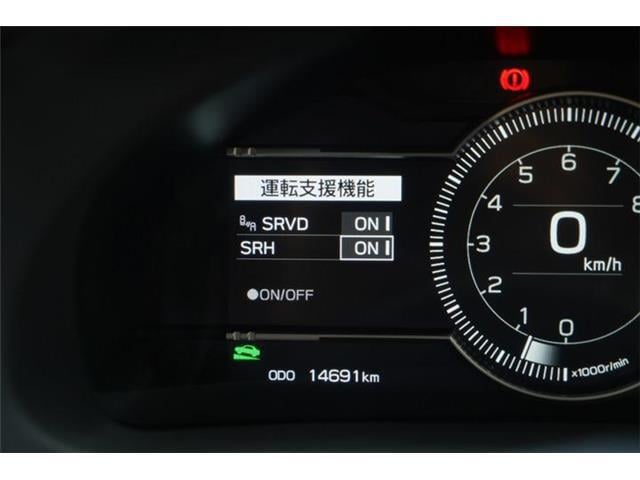 運転支援機能
SRVD ON
SRH ON
●ON/OFF
ODO 14691km
0
km/h
0
1
2
3
4
5
6
7
8
x1000r/min